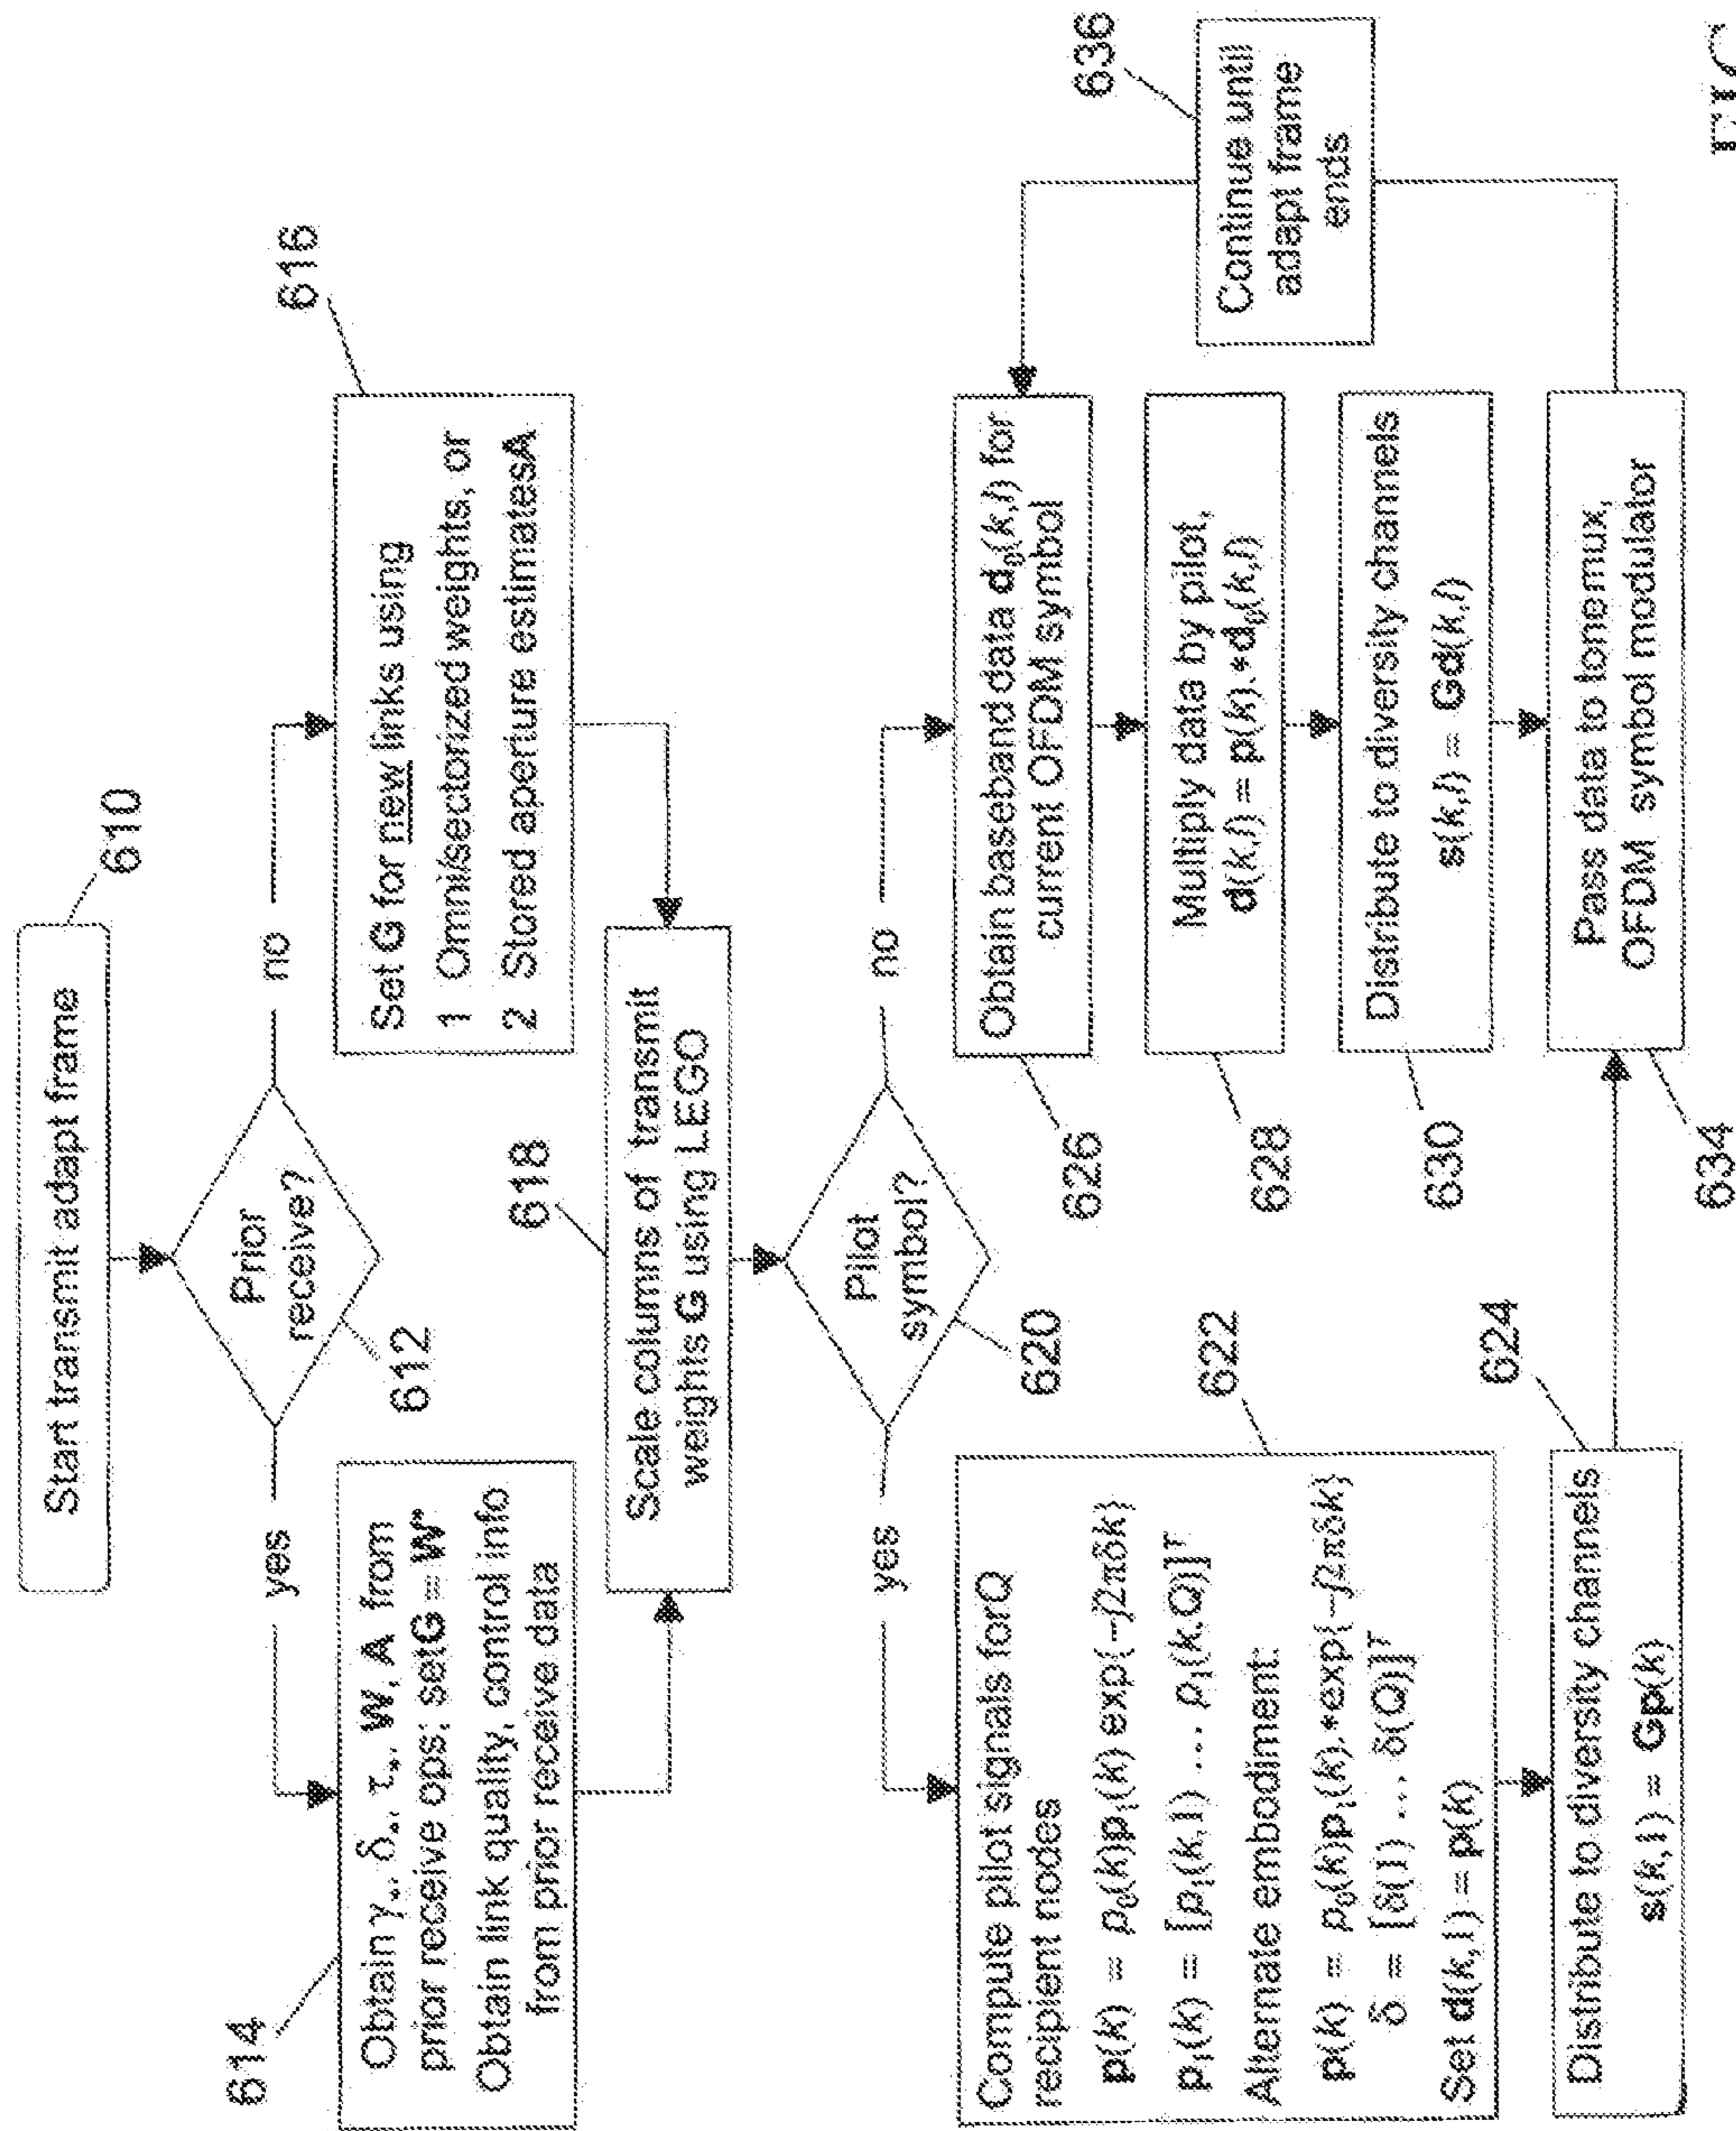 Start transmit adapt frame
610
Prior
receive?
612
yes
no
614
Obtain γ
prior receive ops; set G = W*
Obtain link quality, control info
from prior receive data
616
Set G for new links using
1 Omni/sectorized weights, or
2 Stored aperture estimatesA
618
Scale columns of transmit
weights G using LEGO
Pilot
symbol?
620
yes
no
622
Compute pilot signals forQ
recipient nodes
p(k) = p₀(k)p₁(k) exp{-j2πδk}
p₁(k) = [p₁(k,1) ... p₁(k,Q)]ᵀ
Alternate embodiment:
p(k) = p₀(k)p₁(k).*exp{-j2πδk}
δ = [δ(1) ... δ(Q)]ᵀ
Set d(k,1) = p(k)
624
Distribute to diversity channels
s(k,1) = Gp(k)
626
Obtain baseband data d₀(k,l) for
current OFDM symbol
628
Multiply data by pilot,
d(k,l) = p(k).*d₀(k,l)
630
Distribute to diversity channels
s(k,l) = Gd(k,l)
634
Pass data to tonemux,
OFDM symbol modulator
636
Continue until
adapt frame
ends